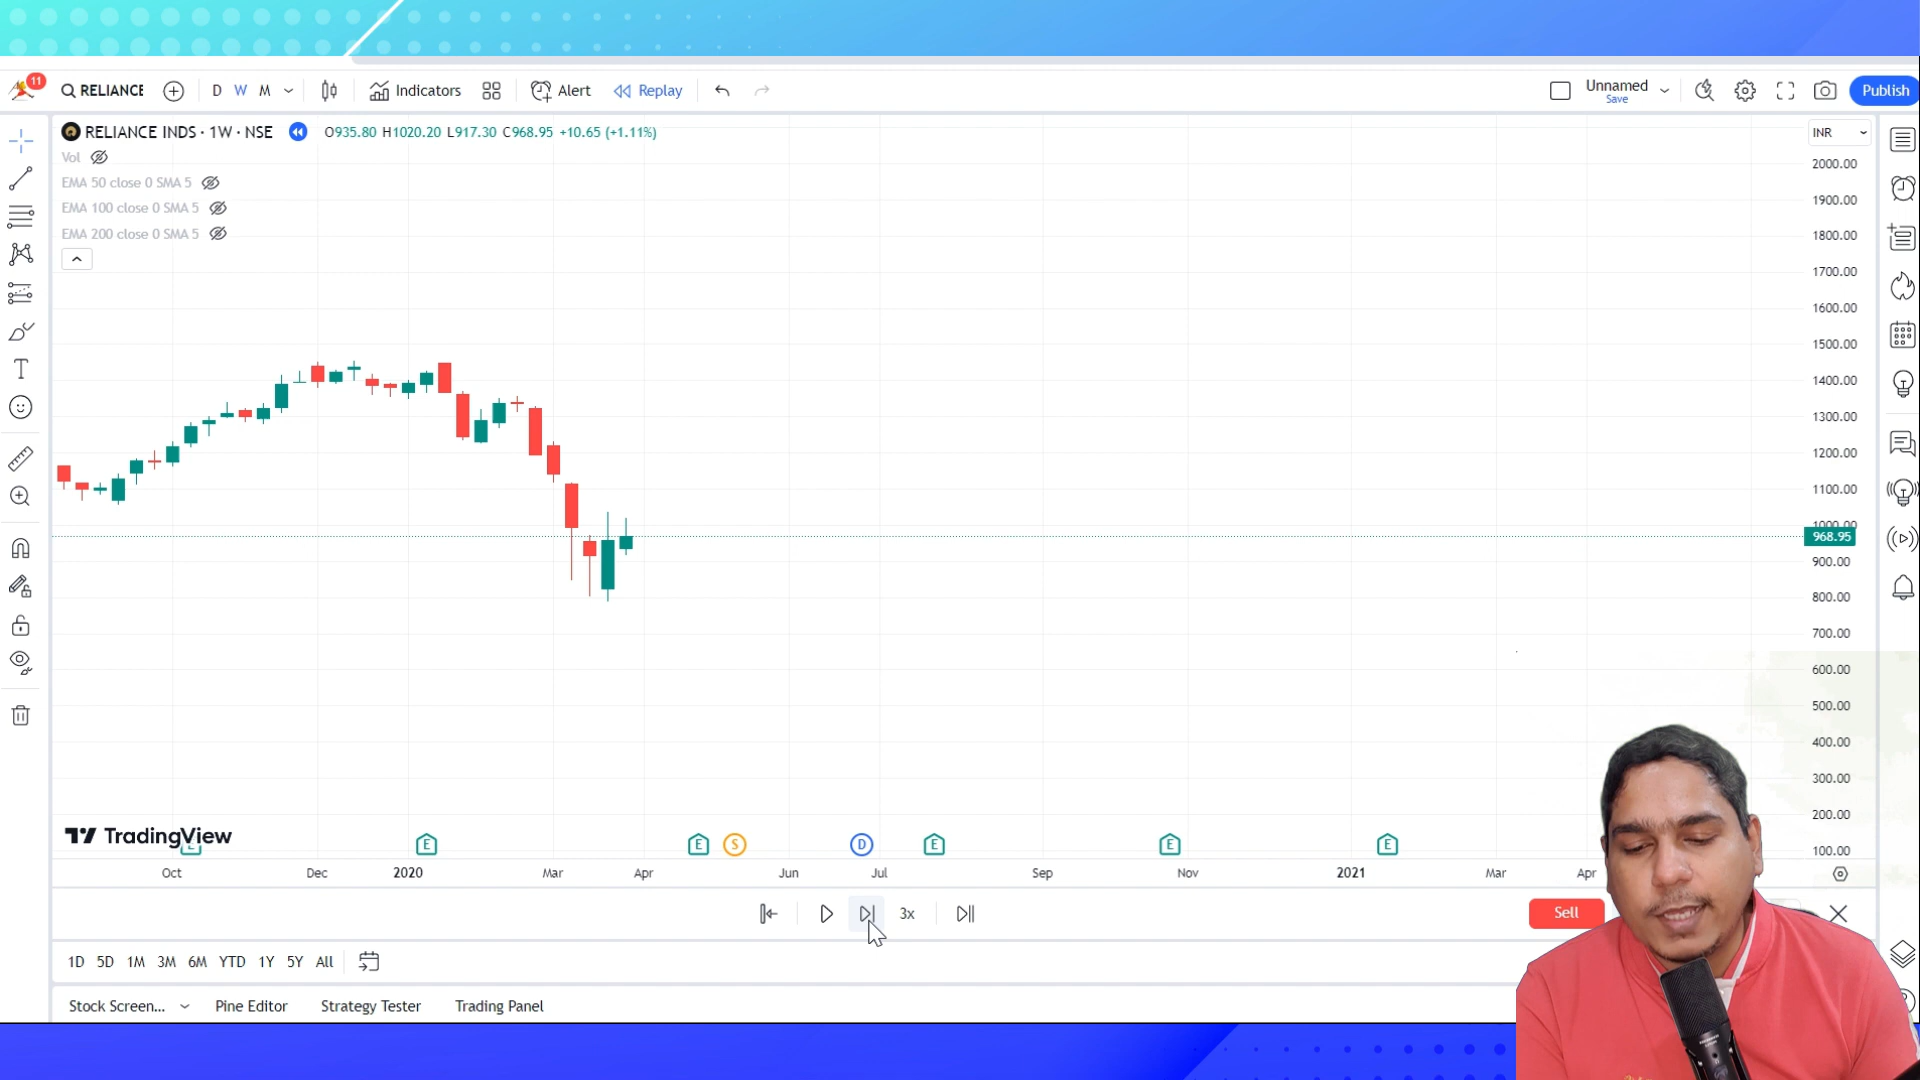 11
RELIANCE
D W M
Indicators
Alert
Replay
Unnamed
Save
Publish
RELIANCE INDS · 1W · NSE
O935.80 H1020.20 L917.30 C968.95 +10.65 (+1.11%)
INR
Vol
EMA 50 close 0 SMA 5
EMA 100 close 0 SMA 5
EMA 200 close 0 SMA 5
2000.00
1900.00
1800.00
1700.00
1600.00
1500.00
1400.00
1300.00
1200.00
1100.00
1000.00
968.95
900.00
800.00
700.00
600.00
500.00
400.00
300.00
200.00
100.00
TradingView
E E E S D E E E
Oct Dec 2020 Mar Apr Jun Jul Sep Nov 2021 Mar Apr
3x
Sell
1D 5D 1M 3M 6M YTD 1Y 5Y All
Stock Screen... Pine Editor Strategy Tester Trading Panel